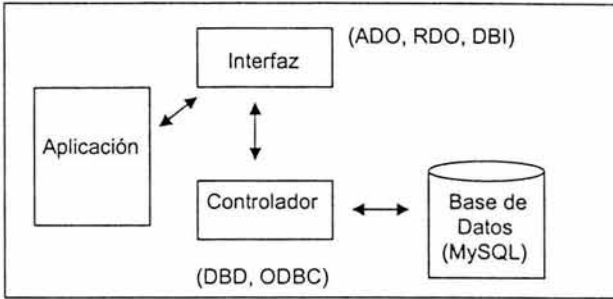 (ADO, RDO, DBI)
Interfaz
Aplicación
Controlador
Base de
Datos
(MySQL)
(DBD, ODBC)